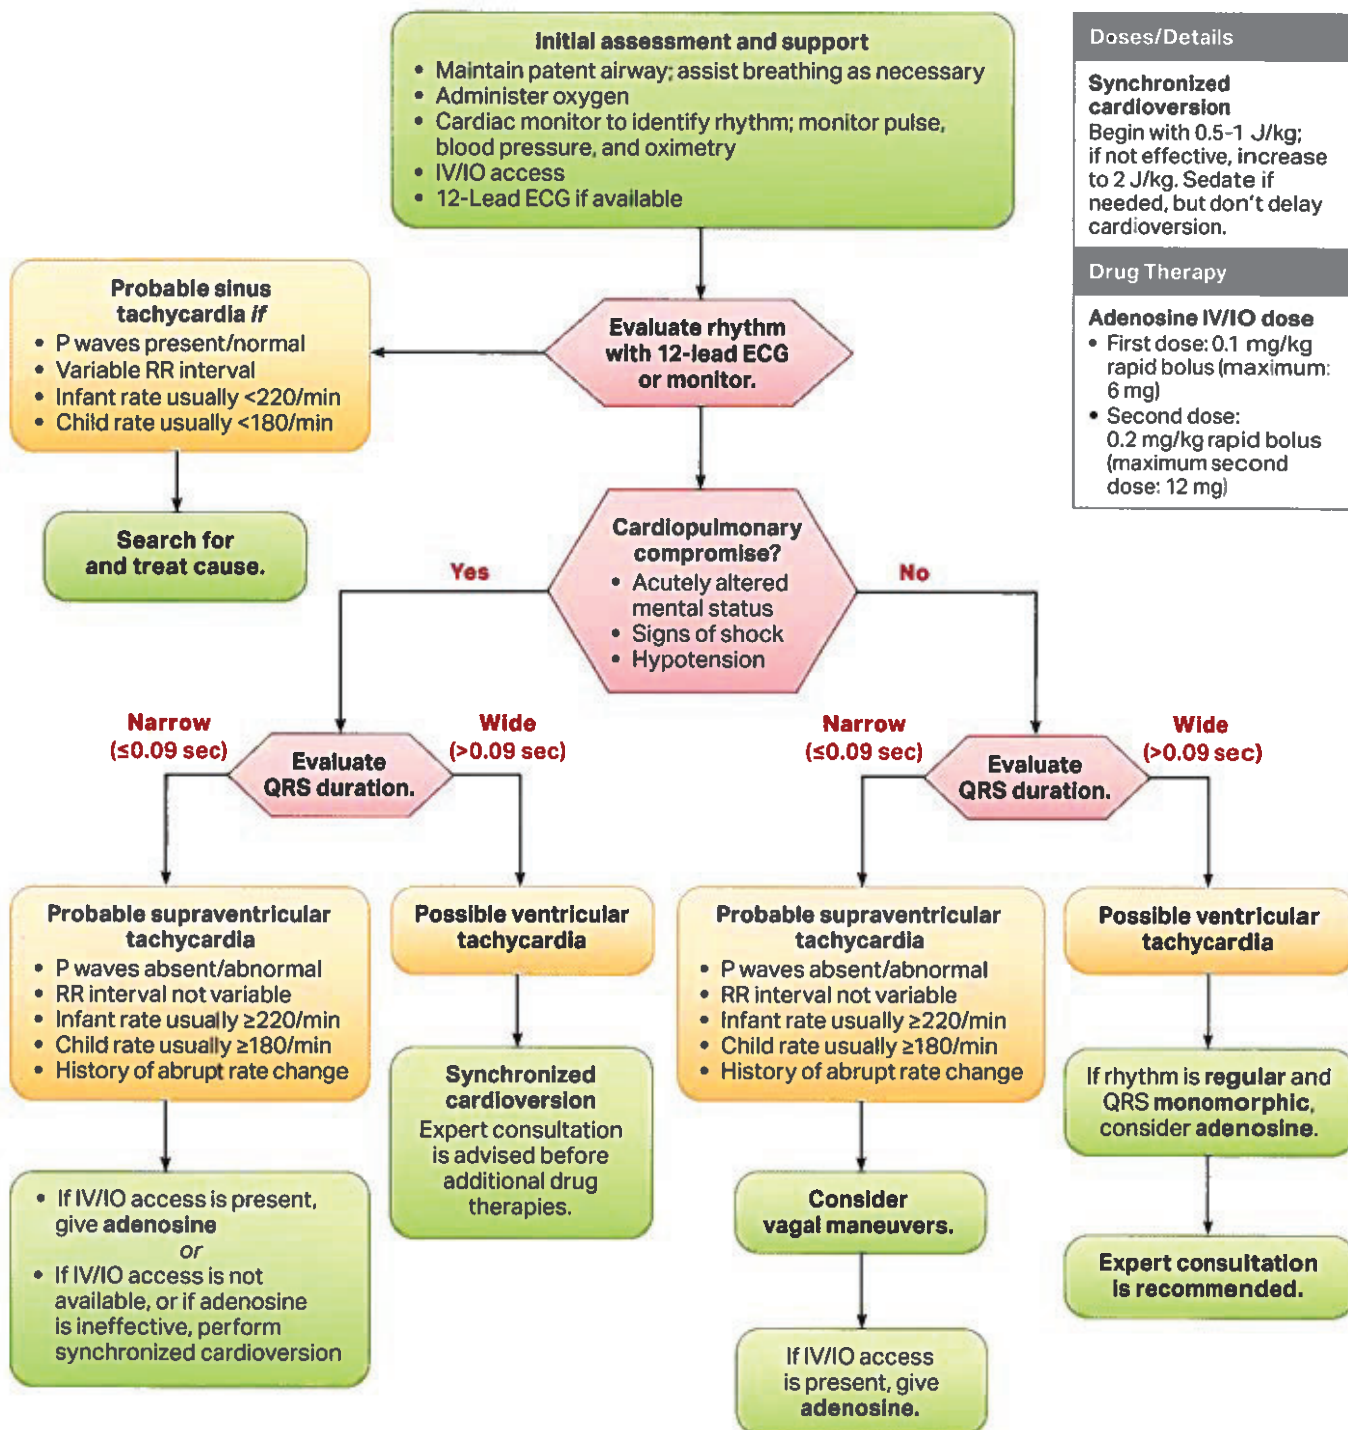 Initial assessment and support
• Maintain patent airway; assist breathing as necessary
• Administer oxygen
• Cardiac monitor to identify rhythm; monitor pulse,
blood pressure, and oximetry
• IV/IO access
• 12-Lead ECG if available
Doses/Details
Synchronized
cardioversion
Begin with 0.5-1 J/kg;
if not effective, increase
to 2 J/kg. Sedate if
needed, but don't delay
cardioversion.
Drug Therapy
Adenosine IV/IO dose
• First dose: 0.1 mg/kg
rapid bolus (maximum:
6 mg)
• Second dose:
0.2 mg/kg rapid bolus
(maximum second
dose: 12 mg)
Probable sinus
tachycardia if
• P waves present/normal
• Variable RR interval
• Infant rate usually <220/min
• Child rate usually <180/min
Evaluate rhythm
with 12-lead ECG
or monitor.
Search for
and treat cause.
Cardiopulmonary
compromise?
• Acutely altered
mental status
• Signs of shock
• Hypotension
Yes
No
Narrow
(≤0.09 sec)
Wide
(>0.09 sec)
Evaluate
QRS duration.
Narrow
(≤0.09 sec)
Wide
(>0.09 sec)
Evaluate
QRS duration.
Probable supraventricular
tachycardia
• P waves absent/abnormal
• RR interval not variable
• Infant rate usually ≥220/min
• Child rate usually ≥180/min
• History of abrupt rate change
Possible ventricular
tachycardia
Probable supraventricular
tachycardia
• P waves absent/abnormal
• RR interval not variable
• Infant rate usually ≥220/min
• Child rate usually ≥180/min
• History of abrupt rate change
Possible ventricular
tachycardia
• If IV/IO access is present,
give adenosine
or
• If IV/IO access is not
available, or if adenosine
is ineffective, perform
synchronized cardioversion
Synchronized
cardioversion
Expert consultation
is advised before
additional drug
therapies.
Consider
vagal maneuvers.
If IV/IO access
is present, give
adenosine.
If rhythm is regular and
QRS monomorphic,
consider adenosine.
Expert consultation
is recommended.